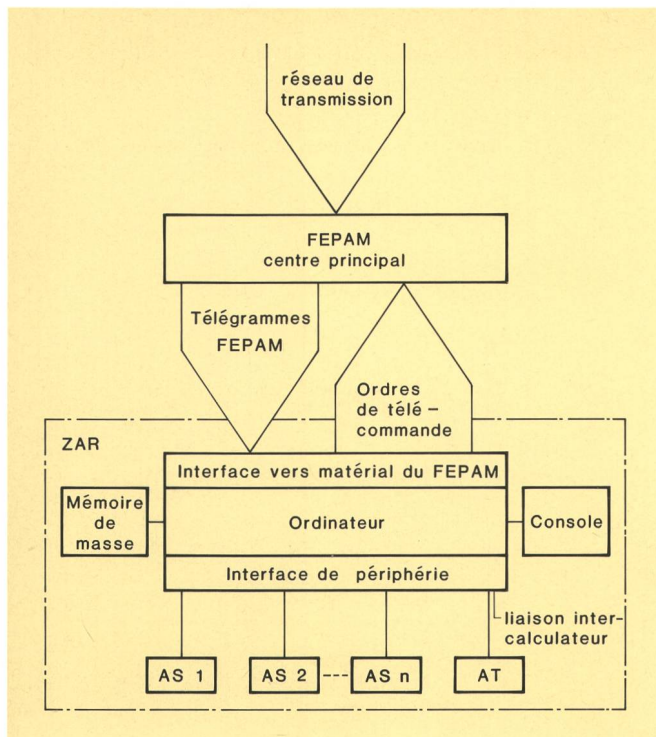 réseau de
transmission
FEPAM
centre principal
Télégrammes
FEPAM
Ordres
de télé-
commande
ZAR
Interface vers matérial du FEPAM
Mémoire
de
masse
Ordinateur
Console
Interface de périphérie
liaison inter-
calculateur
AS 1
AS 2
AS n
AT